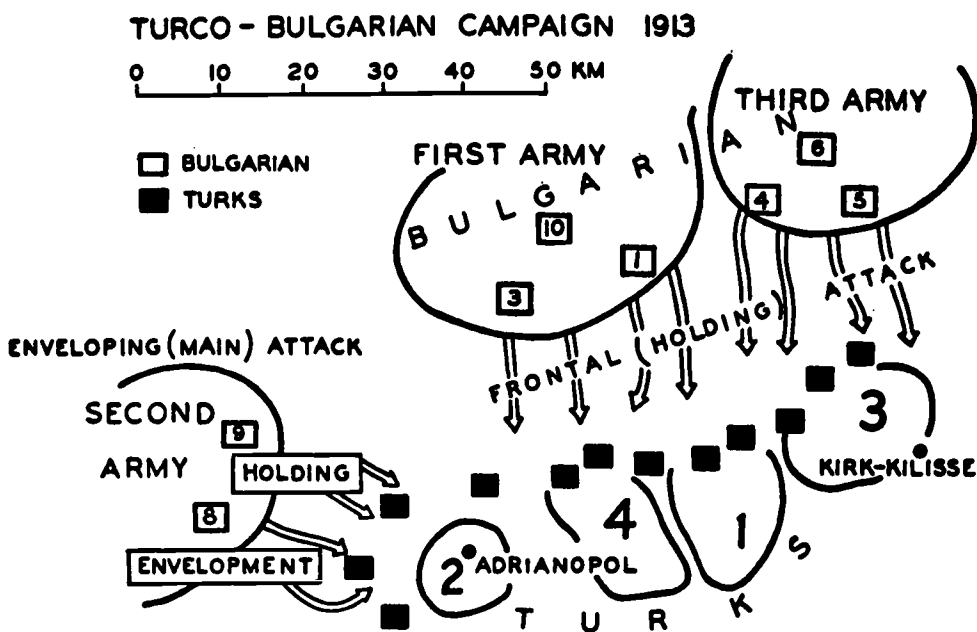 TURCO - BULGARIAN CAMPAIGN 1913
0 10 20 30 40 50 KM
BULGARIAN
TURKS
FIRST ARMY
THIRD ARMY
BULGARIAN
6
4
5
10
1
3
FRONTAL (HOLDING) ATTACK
ENVELOPING (MAIN) ATTACK
SECOND
ARMY
9
HOLDING
8
ENVELOPMENT
3
KIRK-KILISSE
4
1
2
ADRIANOPOL
TURKS